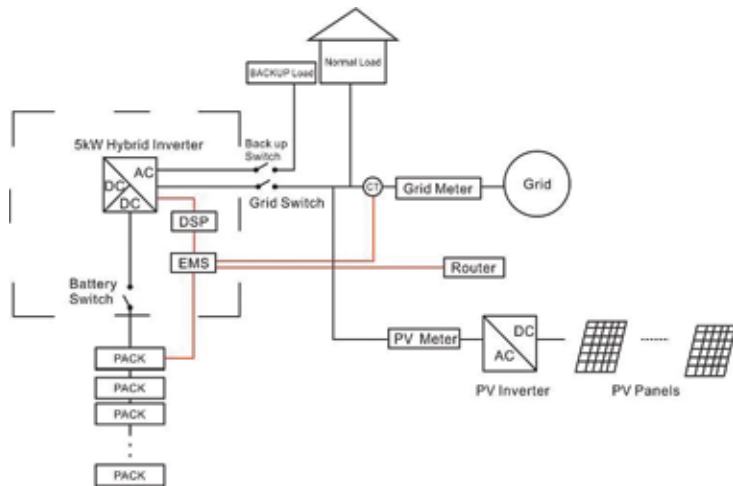 BACKUP Load
Normal Load
5kW Hybrid Inverter
Back up
Switch
AC
DC
DC
CT
Grid Meter
Grid
Grid Switch
DSP
EMS
Router
Battery
Switch
PACK
PACK
PACK
PACK
PV Meter
DC
AC
PV Inverter
PV Panels